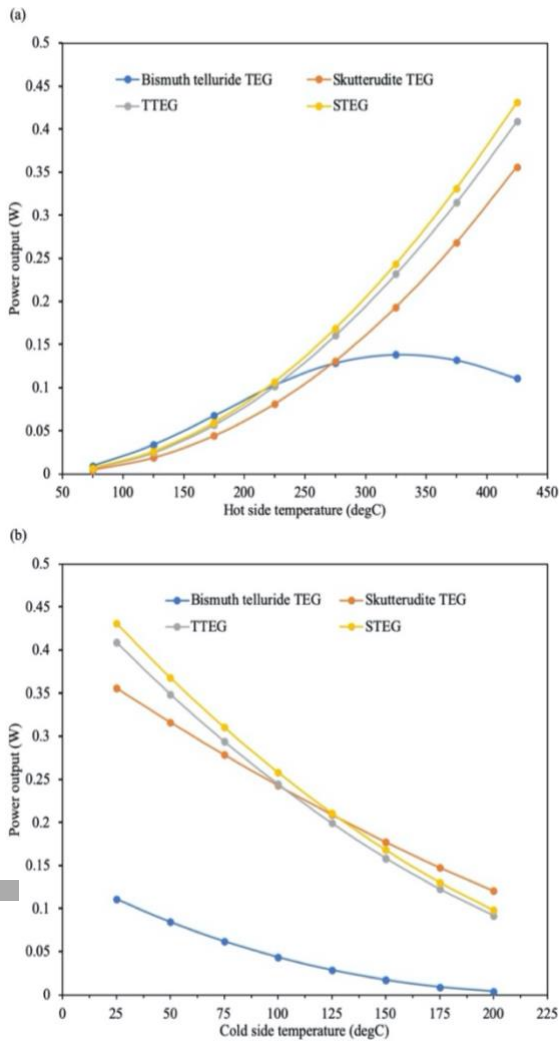 (a)
0.5
0.45
0.4
0.35
0.3
0.25
0.2
0.15
0.1
0.05
0
Power output (W)
Bismuth telluride TEG
Skutterudite TEG
TTEG
STEG
50 100 150 200 250 300 350 400 450
Hot side temperature (degC)
(b)
0.5
0.45
0.4
0.35
0.3
0.25
0.2
0.15
0.1
0.05
0
Power output (W)
Bismuth telluride TEG
Skutterudite TEG
TTEG
STEG
0 25 50 75 100 125 150 175 200 225
Cold side temperature (degC)